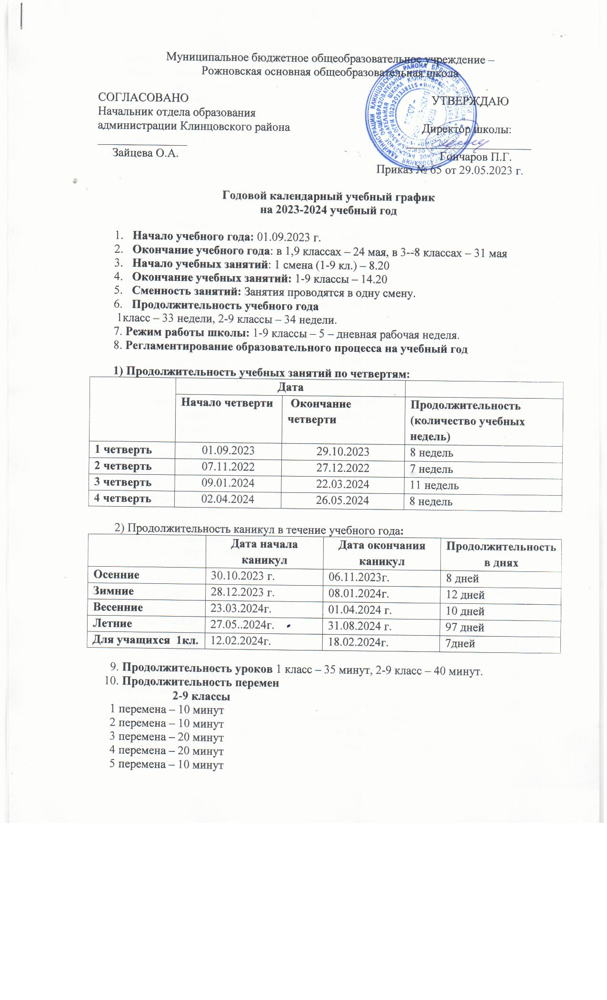 Муниципальное бюджетное общеобразовательное учреждение –
Рожновская основная общеобразовательная школа
СОГЛАСОВАНО
Начальник отдела образования
администрации Клинцовского района
Зайцева О.А.
УТВЕРЖДАЮ
Директор школы:
Гончаров П.Г.
Приказ № 65 от 29.05.2023 г.
Годовой календарный учебный график
на 2023-2024 учебный год
1. Начало учебного года: 01.09.2023 г.
2. Окончание учебного года: в 1,9 классах – 24 мая, в 3--8 классах – 31 мая
3. Начало учебных занятий: 1 смена (1-9 кл.) – 8.20
4. Окончание учебных занятий: 1-9 классы – 14.20
5. Сменность занятий: Занятия проводятся в одну смену.
6. Продолжительность учебного года
1класс – 33 недели, 2-9 классы – 34 недели.
7. Режим работы школы: 1-9 классы – 5 – дневная рабочая неделя.
8. Регламентирование образовательного процесса на учебный год
1) Продолжительность учебных занятий по четвертям:
Дата
Начало четверти Окончание четверти Продолжительность (количество учебных недель)
1 четверть 01.09.2023 29.10.2023 8 недель
2 четверть 07.11.2022 27.12.2022 7 недель
3 четверть 09.01.2024 22.03.2024 11 недель
4 четверть 02.04.2024 26.05.2024 8 недель
2) Продолжительность каникул в течение учебного года:
Дата начала каникул Дата окончания каникул Продолжительность в днях
Осенние 30.10.2023 г. 06.11.2023г. 8 дней
Зимние 28.12.2023 г. 08.01.2024г. 12 дней
Весенние 23.03.2024г. 01.04.2024 г. 10 дней
Летние 27.05..2024г. 31.08.2024 г. 97 дней
Для учащихся 1кл. 12.02.2024г. 18.02.2024г. 7дней
9. Продолжительность уроков 1 класс – 35 минут, 2-9 класс – 40 минут.
10. Продолжительность перемен
2-9 классы
1 перемена – 10 минут
2 перемена – 10 минут
3 перемена – 20 минут
4 перемена – 20 минут
5 перемена – 10 минут